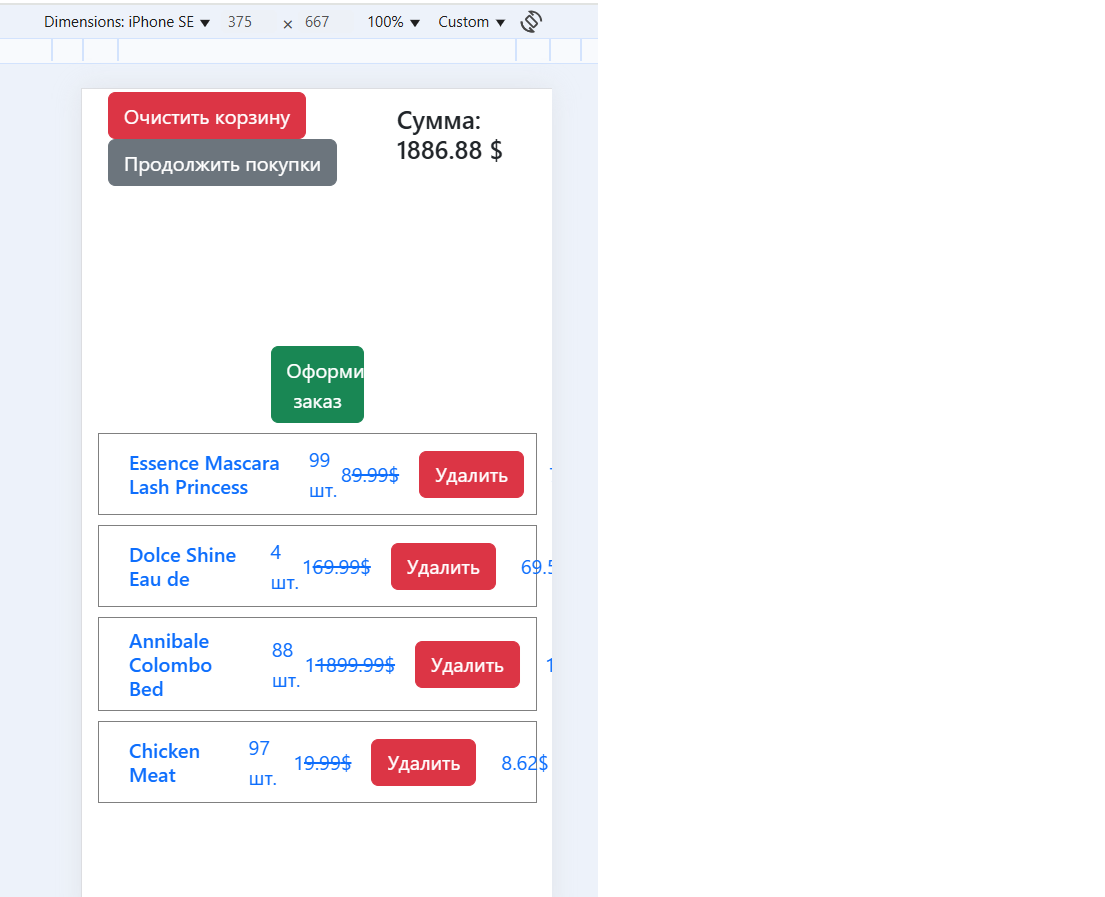 Dimensions: iPhone SE ▼ 375 × 667 100% ▼ Custom ▼
Очистить корзину
Продолжить покупки
Сумма:
1886.88 $
Оформи
заказ
Essence Mascara
Lash Princess
99
шт.
89.99$
Удалить
Dolce Shine
Eau de
4
шт.
169.99$
Удалить
69.5
Annibale
Colombo
Bed
88
шт.
11899.99$
Удалить
1
Chicken
Meat
97
шт.
19.99$
Удалить
8.62$